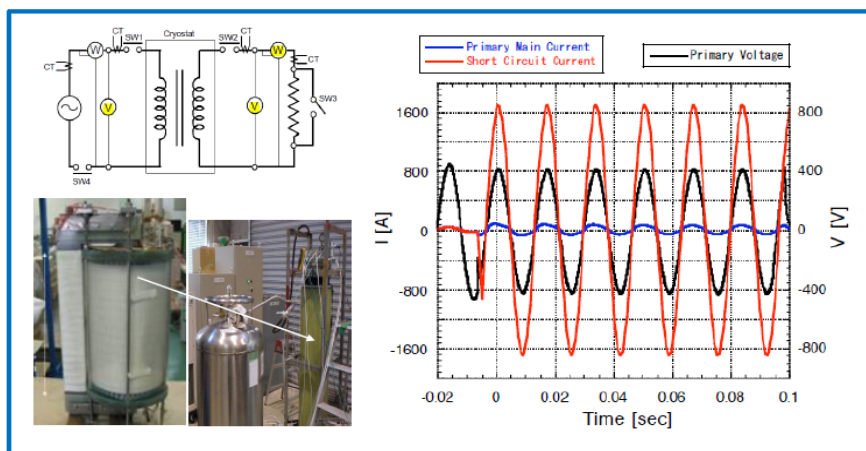 CT
W
CT
SW1
Cryostat
SW2
CT
W
CT
V
V
SW3
SW4
Primary Main Current
Short Circuit Current
Primary Voltage
1600
800
0
-800
-1600
I [A]
800
400
0
-400
-800
V [V]
-0.02
0
0.02
0.04
0.06
0.08
0.1
Time [sec]